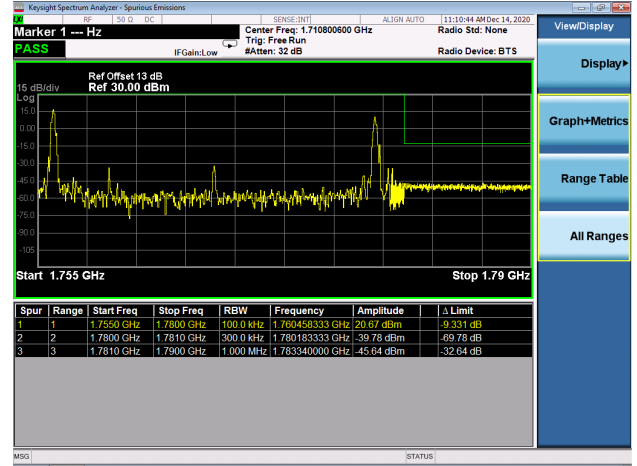 Keysight Spectrum Analyzer - Spurious Emissions
LXI RF 50 Ω DC SENSE:INT ALIGN AUTO 11:10:44 AM Dec 14, 2020
Marker 1 --- Hz
Center Freq: 1.710800600 GHz
Radio Std: None
Trig: Free Run
PASS
IFGain:Low
#Atten: 32 dB
Radio Device: BTS
View/Display
Display
Graph+Metrics
Range Table
All Ranges
Ref Offset 13 dB
15 dB/div Ref 30.00 dBm
Log
15.0
0.00
-15.0
-30.0
-45.0
-60.0
-75.0
-90.0
-105
Start 1.755 GHz Stop 1.79 GHz
Spur Range Start Freq Stop Freq RBW Frequency Amplitude Δ Limit
1 1 1.7550 GHz 1.7800 GHz 100.0 kHz 1.760458333 GHz 20.67 dBm -9.331 dB
2 2 1.7800 GHz 1.7810 GHz 300.0 kHz 1.780183333 GHz -39.78 dBm -69.78 dB
3 3 1.7810 GHz 1.7900 GHz 1.000 MHz 1.783340000 GHz -45.64 dBm -32.64 dB
MSG STATUS